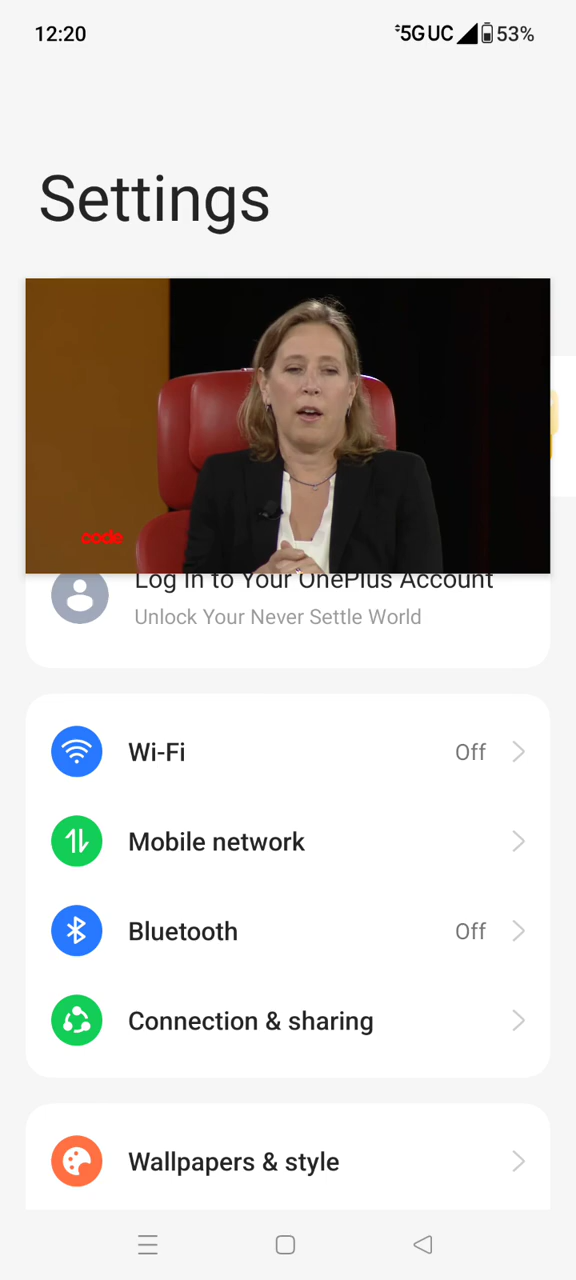 12:20
5G UC 53%
Settings
code
Log In to Your OnePlus Account
Unlock Your Never Settle World
Wi-Fi Off
Mobile network
Bluetooth Off
Connection & sharing
Wallpapers & style